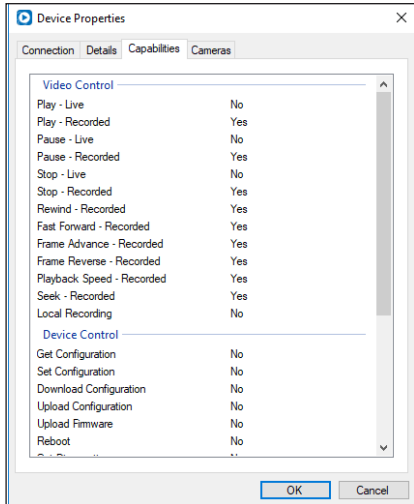 Device Properties
Connection Details Capabilities Cameras
Video Control
Play - Live No
Play - Recorded Yes
Pause - Live No
Pause - Recorded Yes
Stop - Live No
Stop - Recorded Yes
Rewind - Recorded Yes
Fast Forward - Recorded Yes
Frame Advance - Recorded Yes
Frame Reverse - Recorded Yes
Playback Speed - Recorded Yes
Seek - Recorded Yes
Local Recording No
Device Control
Get Configuration No
Set Configuration No
Download Configuration No
Upload Configuration No
Upload Firmware No
Reboot No
OK Cancel